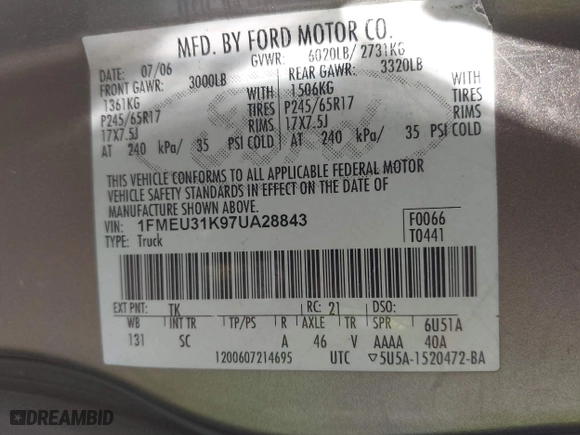 MFD. BY FORD MOTOR CO.
DATE: 07/06 GVWR: 6020LB/ 2731KG
FRONT GAWR: 3000LB REAR GAWR: 3320LB
1361KG WITH 1506KG WITH
P245/65R17 TIRES P245/65R17 TIRES
17X7.5J RIMS 17X7.5J RIMS
AT 240 kPa/ 35 PSI COLD AT 240 kPa/ 35 PSI COLD
THIS VEHICLE CONFORMS TO ALL APPLICABLE FEDERAL MOTOR
VEHICLE SAFETY STANDARDS IN EFFECT ON THE DATE OF
MANUFACTURE SHOWN ABOVE.
VIN: 1FMEU31K97UA28843 F0066
TYPE: Truck T0441
EXT PNT: TK RC: 21 DSO:
WB INT TR TP/PS R AXLE TR SPR 6U51A
131 SC A 46 V AAAA 40A
1200607214695 UTC ▽5U5A-1520472-BA
DREAMBID